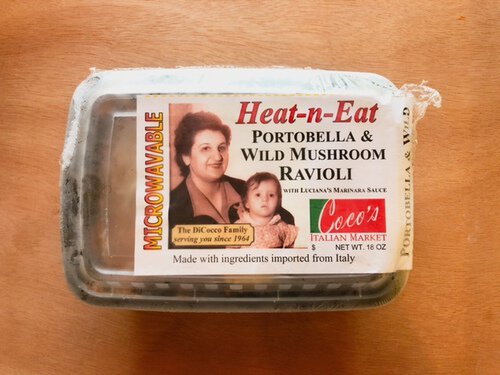 MICROWAVABLE
Heat-n-Eat
PORTOBELLA &
WILD MUSHROOM
RAVIOLI
WITH LUCIANA'S MARINARA SAUCE
The DiCocco Family
serving you since 1964
Coco's
ITALIAN MARKET
$ NET WT. 18 OZ
Made with ingredients imported from Italy
PORTOBELLA & WILD